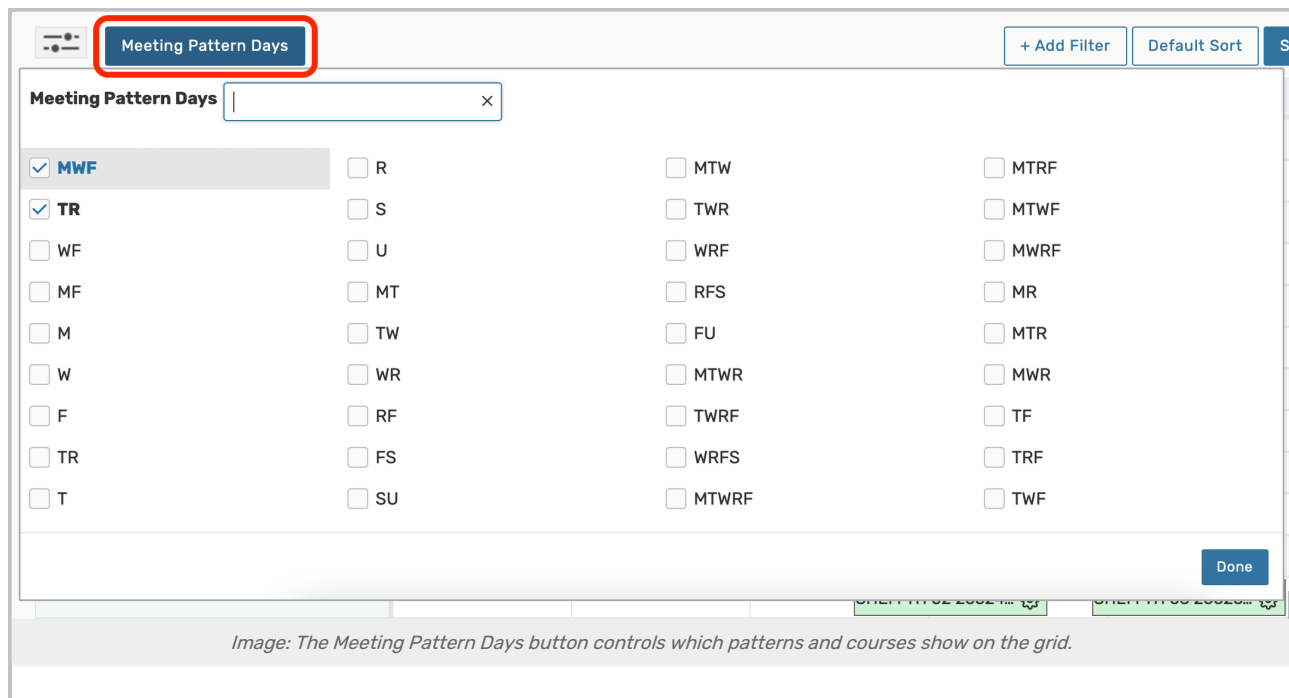 Meeting Pattern Days + Add Filter Default Sort S
Meeting Pattern Days
MWF R MTW MTRF
TR S TWR MTWF
WF U WRF MWRF
MF MT RFS MR
M TW FU MTR
W WR MTWR MWR
F RF TWRF TF
TR FS WRFS TRF
T SU MTWRF TWF
Done
Image: The Meeting Pattern Days button controls which patterns and courses show on the grid.